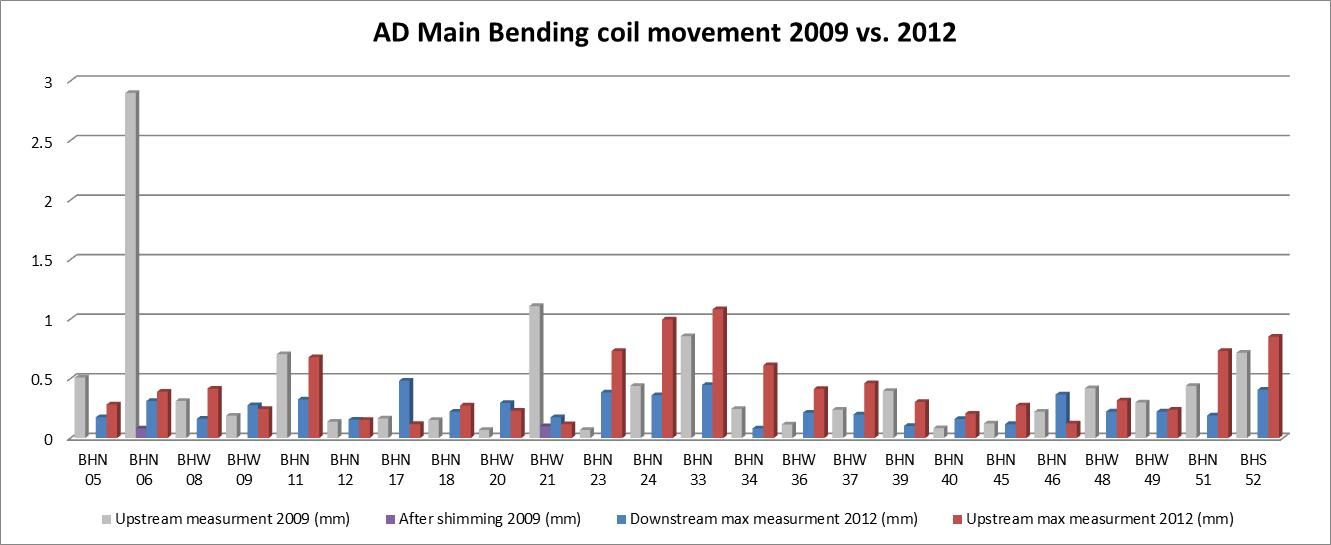 AD Main Bending coil movement 2009 vs. 2012
3
2.5
2
1.5
1
0.5
0
BHN BHN BHW BHW BHN BHN BHN BHN BHW BHW BHN BHN BHN BHN BHW BHW BHN BHN BHN BHN BHW BHW BHN BHS
05 06 08 09 11 12 17 18 20 21 23 24 33 34 36 37 39 40 45 46 48 49 51 52
Upstream measurment 2009 (mm) After shimming 2009 (mm) Downstream max measurment 2012 (mm) Upstream max measurment 2012 (mm)